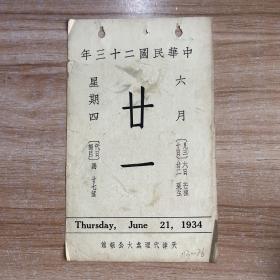 中華民國二十三年
六月
廿一
星期四
Thursday, June 21, 1934
天津代理處大公報館